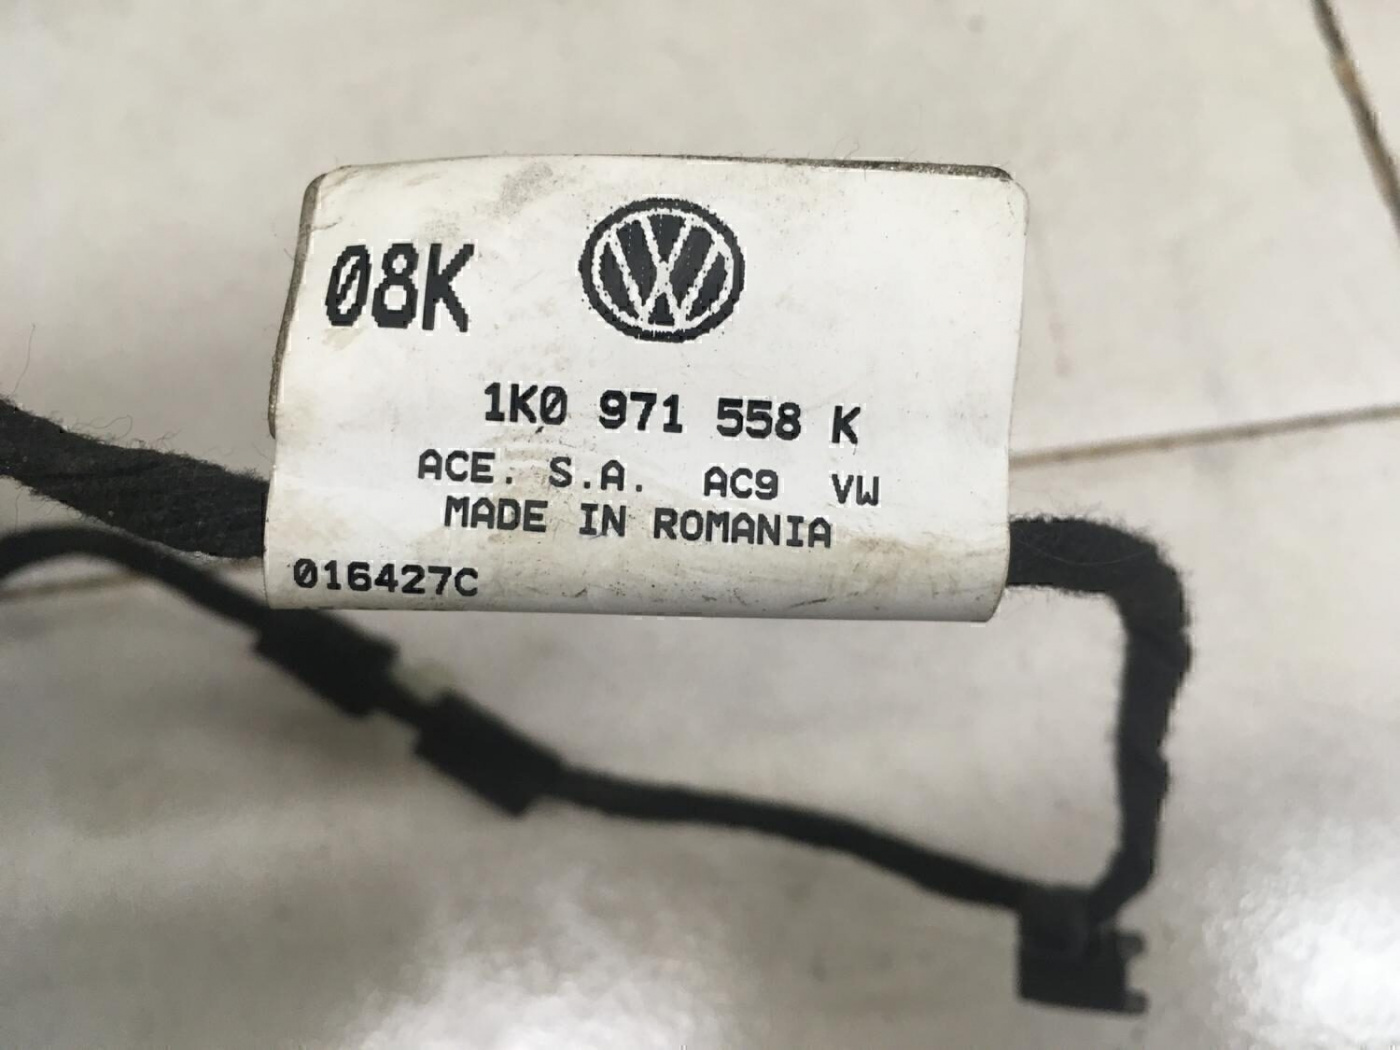 08K
1K0 971 558 K
ACE. S.A. AC9 VW
MADE IN ROMANIA
016427C